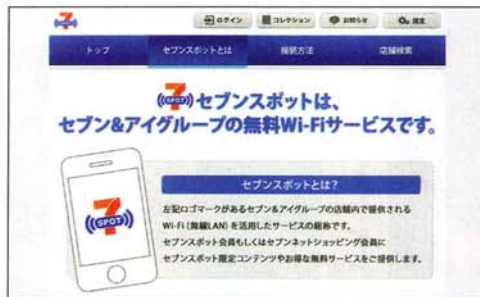 7 SPOT
ログイン
コレクション
お知らせ
設定
トップ
セブンスポットとは
接続方法
店舗検索
7 SPOT セブンスポットは、
セブン&アイグループの無料Wi-Fiサービスです。
セブンスポットとは？
7 SPOT
左記ロゴマークがあるセブン&アイグループの店舗内で提供される
Wi-Fi（無線LAN）を活用したサービスの総称です。
セブンスポット会員もしくはセブンネットショッピング会員に
セブンスポット限定コンテンツやお得な無料サービスをご提供します。